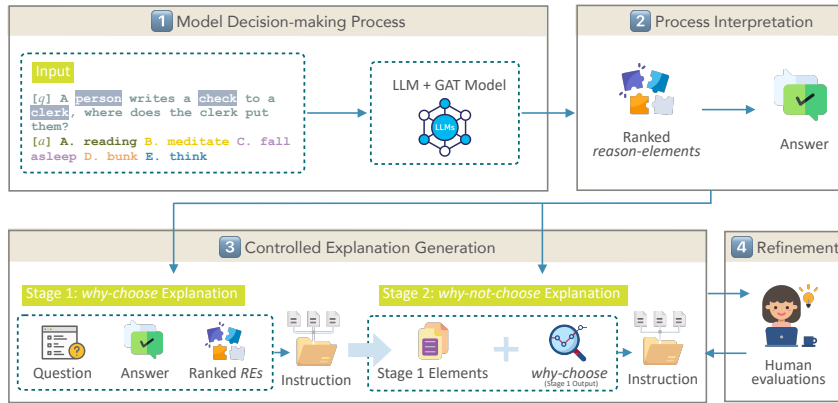 1 Model Decision-making Process
Input
[q] A person writes a check to a
clerk, where does the clerk put
them?
[a] A. reading B. meditate C. fall
asleep D. bunk E. think
LLM + GAT Model
LLMs
2 Process Interpretation
Ranked
reason-elements
Answer
3 Controlled Explanation Generation
Stage 1: why-choose Explanation
Question
Answer
Ranked REs
Instruction
Stage 2: why-not-choose Explanation
Stage 1 Elements
why-choose
(Stage 1 Output)
Instruction
4 Refinement
Human
evaluations